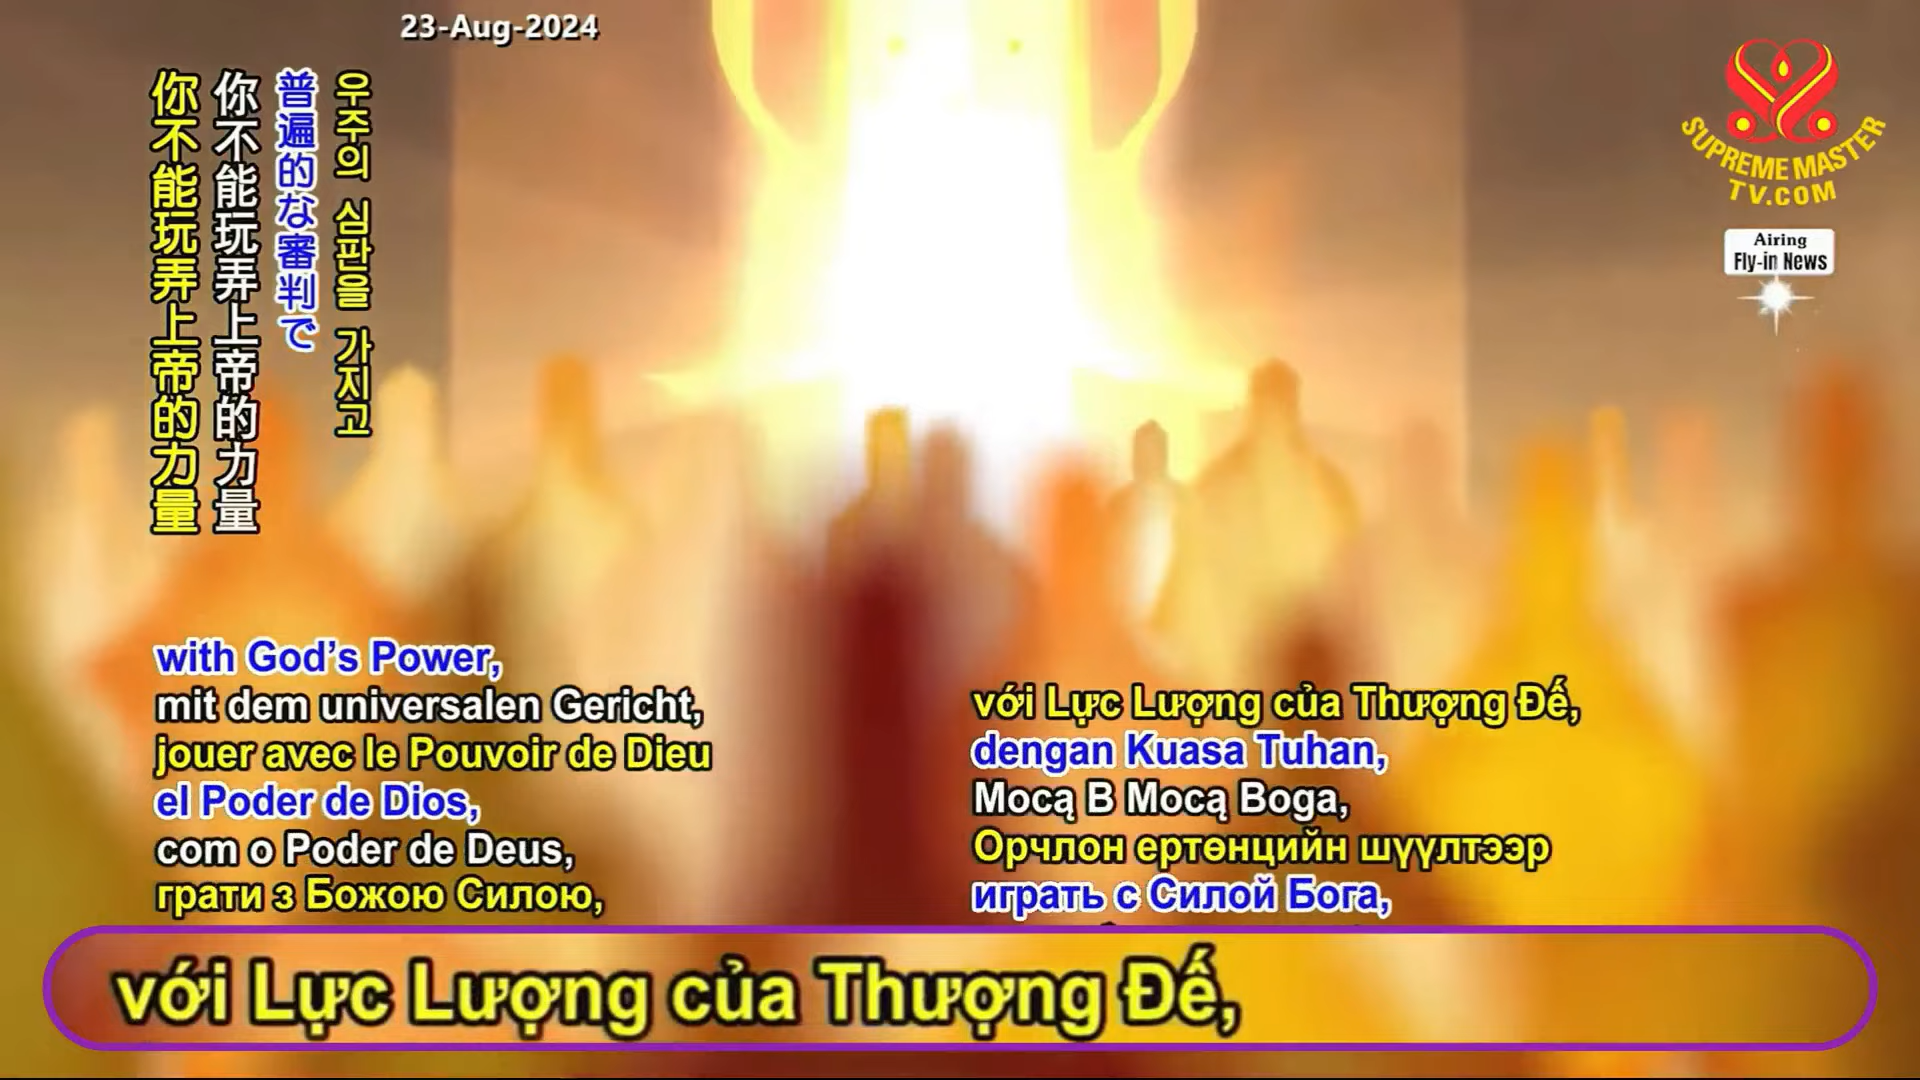 23-Aug-2024
우주의 심판을 가지고
普遍的な審判で
你不能玩弄上帝的力量
你不能玩弄上帝的力量
SUPREME MASTER
TV.COM
Airing
Fly-in News
with God’s Power,
mit dem universalen Gericht,
jouer avec le Pouvoir de Dieu
el Poder de Dios,
com o Poder de Deus,
грати з Божою Силою,
với Lực Lượng của Thượng Đế,
dengan Kuasa Tuhan,
Mocą B Mocą Boga,
Орчлон ертөнцийн шүүлтээр
играть с Силой Бога,
với Lực Lượng của Thượng Đế,